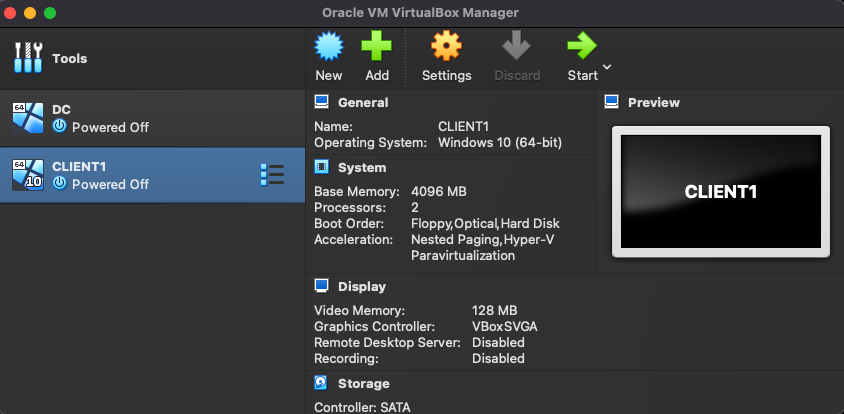 Oracle VM VirtualBox Manager
Tools
New
Add
Settings
Discard
Start
64
DC
Powered Off
64
10
CLIENT1
Powered Off
General
Name: CLIENT1
Operating System: Windows 10 (64-bit)
System
Base Memory: 4096 MB
Processors: 2
Boot Order: Floppy,Optical,Hard Disk
Acceleration: Nested Paging,Hyper-V
Paravirtualization
Preview
CLIENT1
Display
Video Memory: 128 MB
Graphics Controller: VBoxSVGA
Remote Desktop Server: Disabled
Recording: Disabled
Storage
Controller: SATA